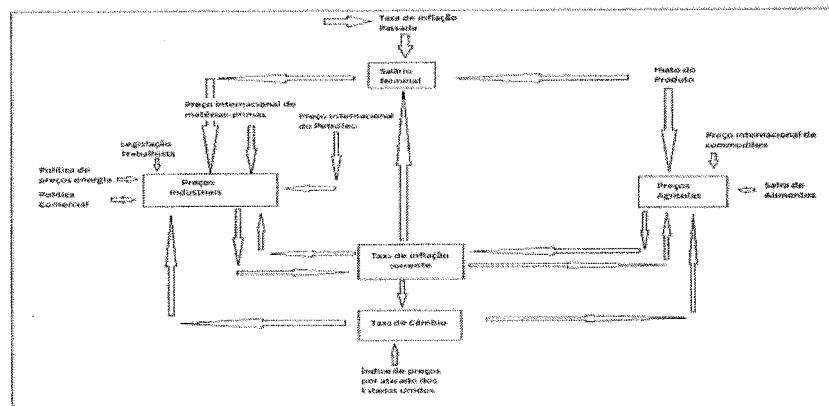 Taxa de inflação
Passada
Salário
Nominal
Hiato do
Produto
Preço internacional de
matérias-primas
Preço internacional
do Petróleo
Legislação
Trabalhista
Preço internacional de
commodities
Política de
preços energia
Política
Comercial
Preços
Industriais
Preços
Agrícolas
Safra de
Alimentos
Taxa de inflação
corrente
Taxa de Câmbio
Índice de preços
por atacado dos
Estados Unidos